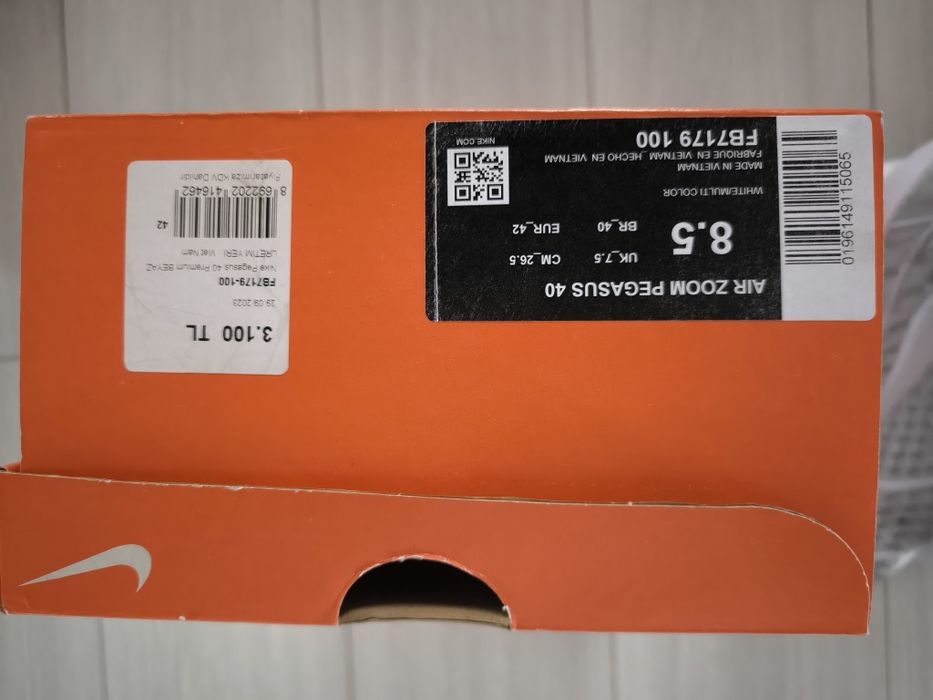 AIR ZOOM PEGASUS 40
8.5
UK_7.5
CM_26.5
BR_40
EUR_42
WHITE/MULTI COLOR
MADE IN VIETNAM
FABRIQUE EN VIETNAM HECHO EN VIETNAM
FB7179 100
NIKE.COM
0196149115065
3.100 TL
29.09.2023
FB7179-100
Nike Pegasus 40 Premium BEYAZ
ÜRETİM YERİ Viet Nam
42
8 692202 416462
Fiyatlarımıza KDV Dahildir